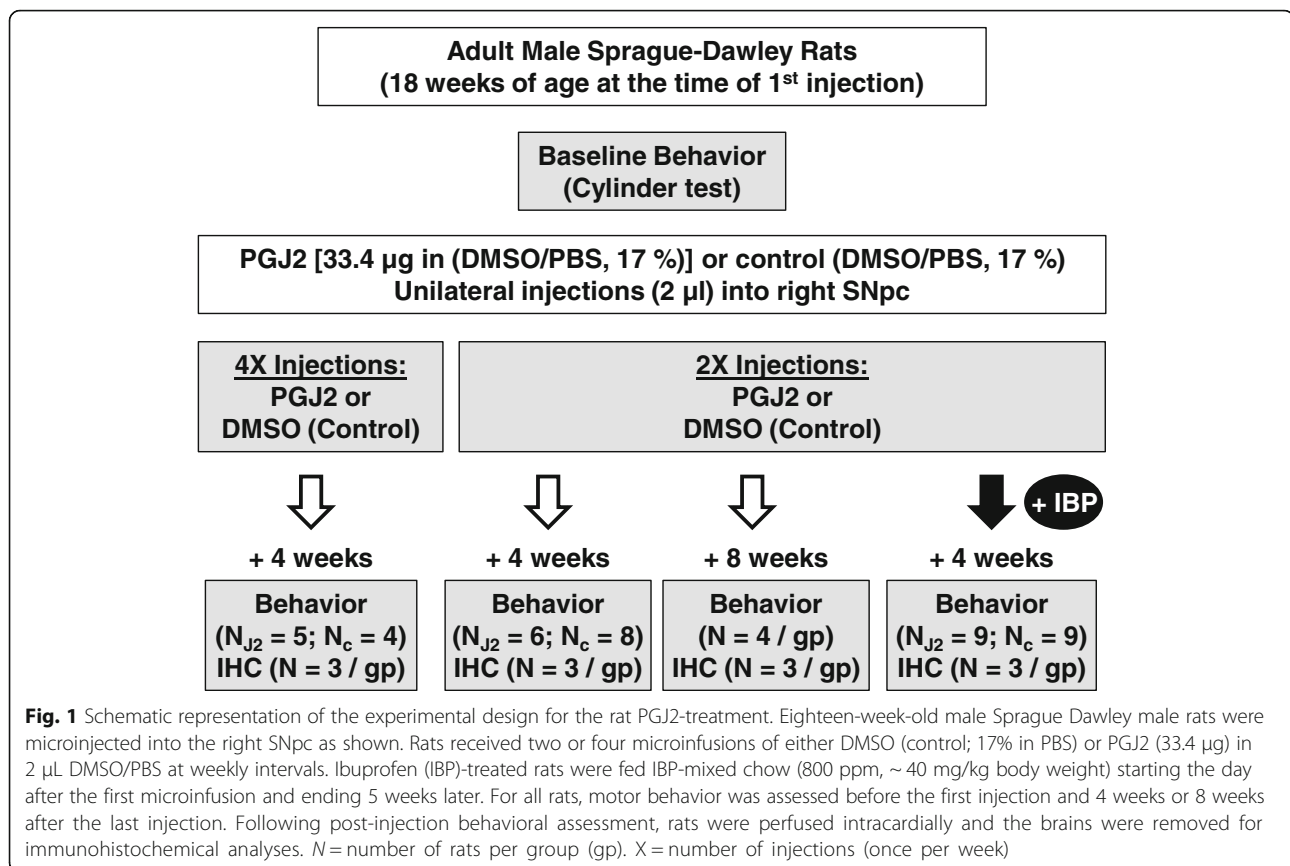 Adult Male Sprague-Dawley Rats
(18 weeks of age at the time of 1st injection)
Baseline Behavior
(Cylinder test)
PGJ2 [33.4 µg in (DMSO/PBS, 17 %)] or control (DMSO/PBS, 17 %)
Unilateral injections (2 µl) into right SNpc
4X Injections:
PGJ2 or
DMSO (Control)
2X Injections:
PGJ2 or
DMSO (Control)
+ IBP
+ 4 weeks
+ 4 weeks
+ 8 weeks
+ 4 weeks
Behavior
(NJ2 = 5; Nc = 4)
IHC (N = 3 / gp)
Behavior
(NJ2 = 6; Nc = 8)
IHC (N = 3 / gp)
Behavior
(N = 4 / gp)
IHC (N = 3 / gp)
Behavior
(NJ2 = 9; Nc = 9)
IHC (N = 3 / gp)
Fig. 1 Schematic representation of the experimental design for the rat PGJ2-treatment. Eighteen-week-old male Sprague Dawley male rats were
microinjected into the right SNpc as shown. Rats received two or four microinfusions of either DMSO (control; 17% in PBS) or PGJ2 (33.4 µg) in
2 µL DMSO/PBS at weekly intervals. Ibuprofen (IBP)-treated rats were fed IBP-mixed chow (800 ppm, ~ 40 mg/kg body weight) starting the day
after the first microinfusion and ending 5 weeks later. For all rats, motor behavior was assessed before the first injection and 4 weeks or 8 weeks
after the last injection. Following post-injection behavioral assessment, rats were perfused intracardially and the brains were removed for
immunohistochemical analyses. N = number of rats per group (gp). X = number of injections (once per week)